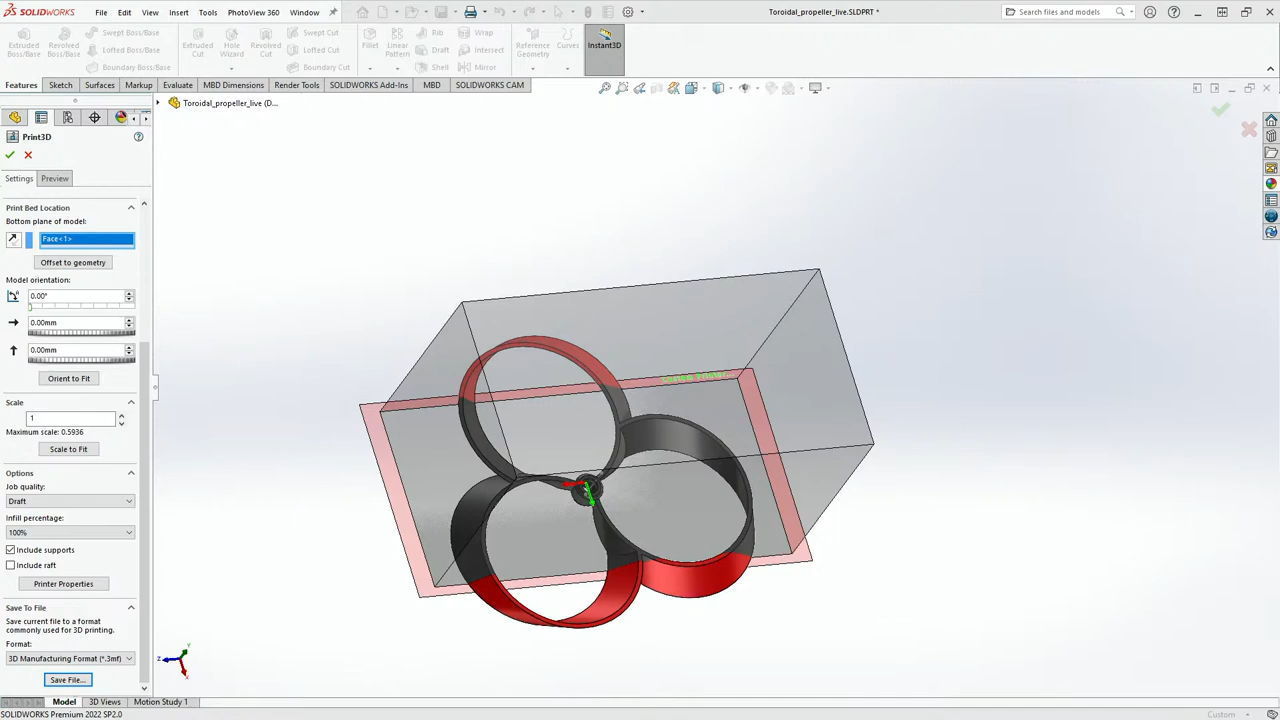 SOLIDWORKS File Edit View Insert Tools PhotoView 360 Window Toroidal_propeller_live.SLDPRT * Search files and models
Extruded Boss/Base Revolved Boss/Base Swept Boss/Base Lofted Boss/Base Boundary Boss/Base Extruded Cut Hole Wizard Revolved Cut Swept Cut Lofted Cut Boundary Cut Fillet Linear Pattern Rib Draft Shell Wrap Intersect Mirror Reference Geometry Curves Instant3D
Features Sketch Surfaces Markup Evaluate MBD Dimensions Render Tools SOLIDWORKS Add-Ins MBD SOLIDWORKS CAM
Toroidal_propeller_live (D...
Print3D
Settings Preview
Print Bed Location
Bottom plane of model:
Face<1>
Offset to geometry
Model orientation:
0.00°
0.00mm
0.00mm
Orient to Fit
Scale
1
Maximum scale: 0.5936
Scale to Fit
Options
Job quality:
Draft
Infill percentage:
100%
Include supports
Include raft
Printer Properties
Save To File
Save current file to a format
commonly used for 3D printing.
Format:
3D Manufacturing Format (*.3mf)
Save File...
Model 3D Views Motion Study 1
SOLIDWORKS Premium 2022 SP2.0 Custom